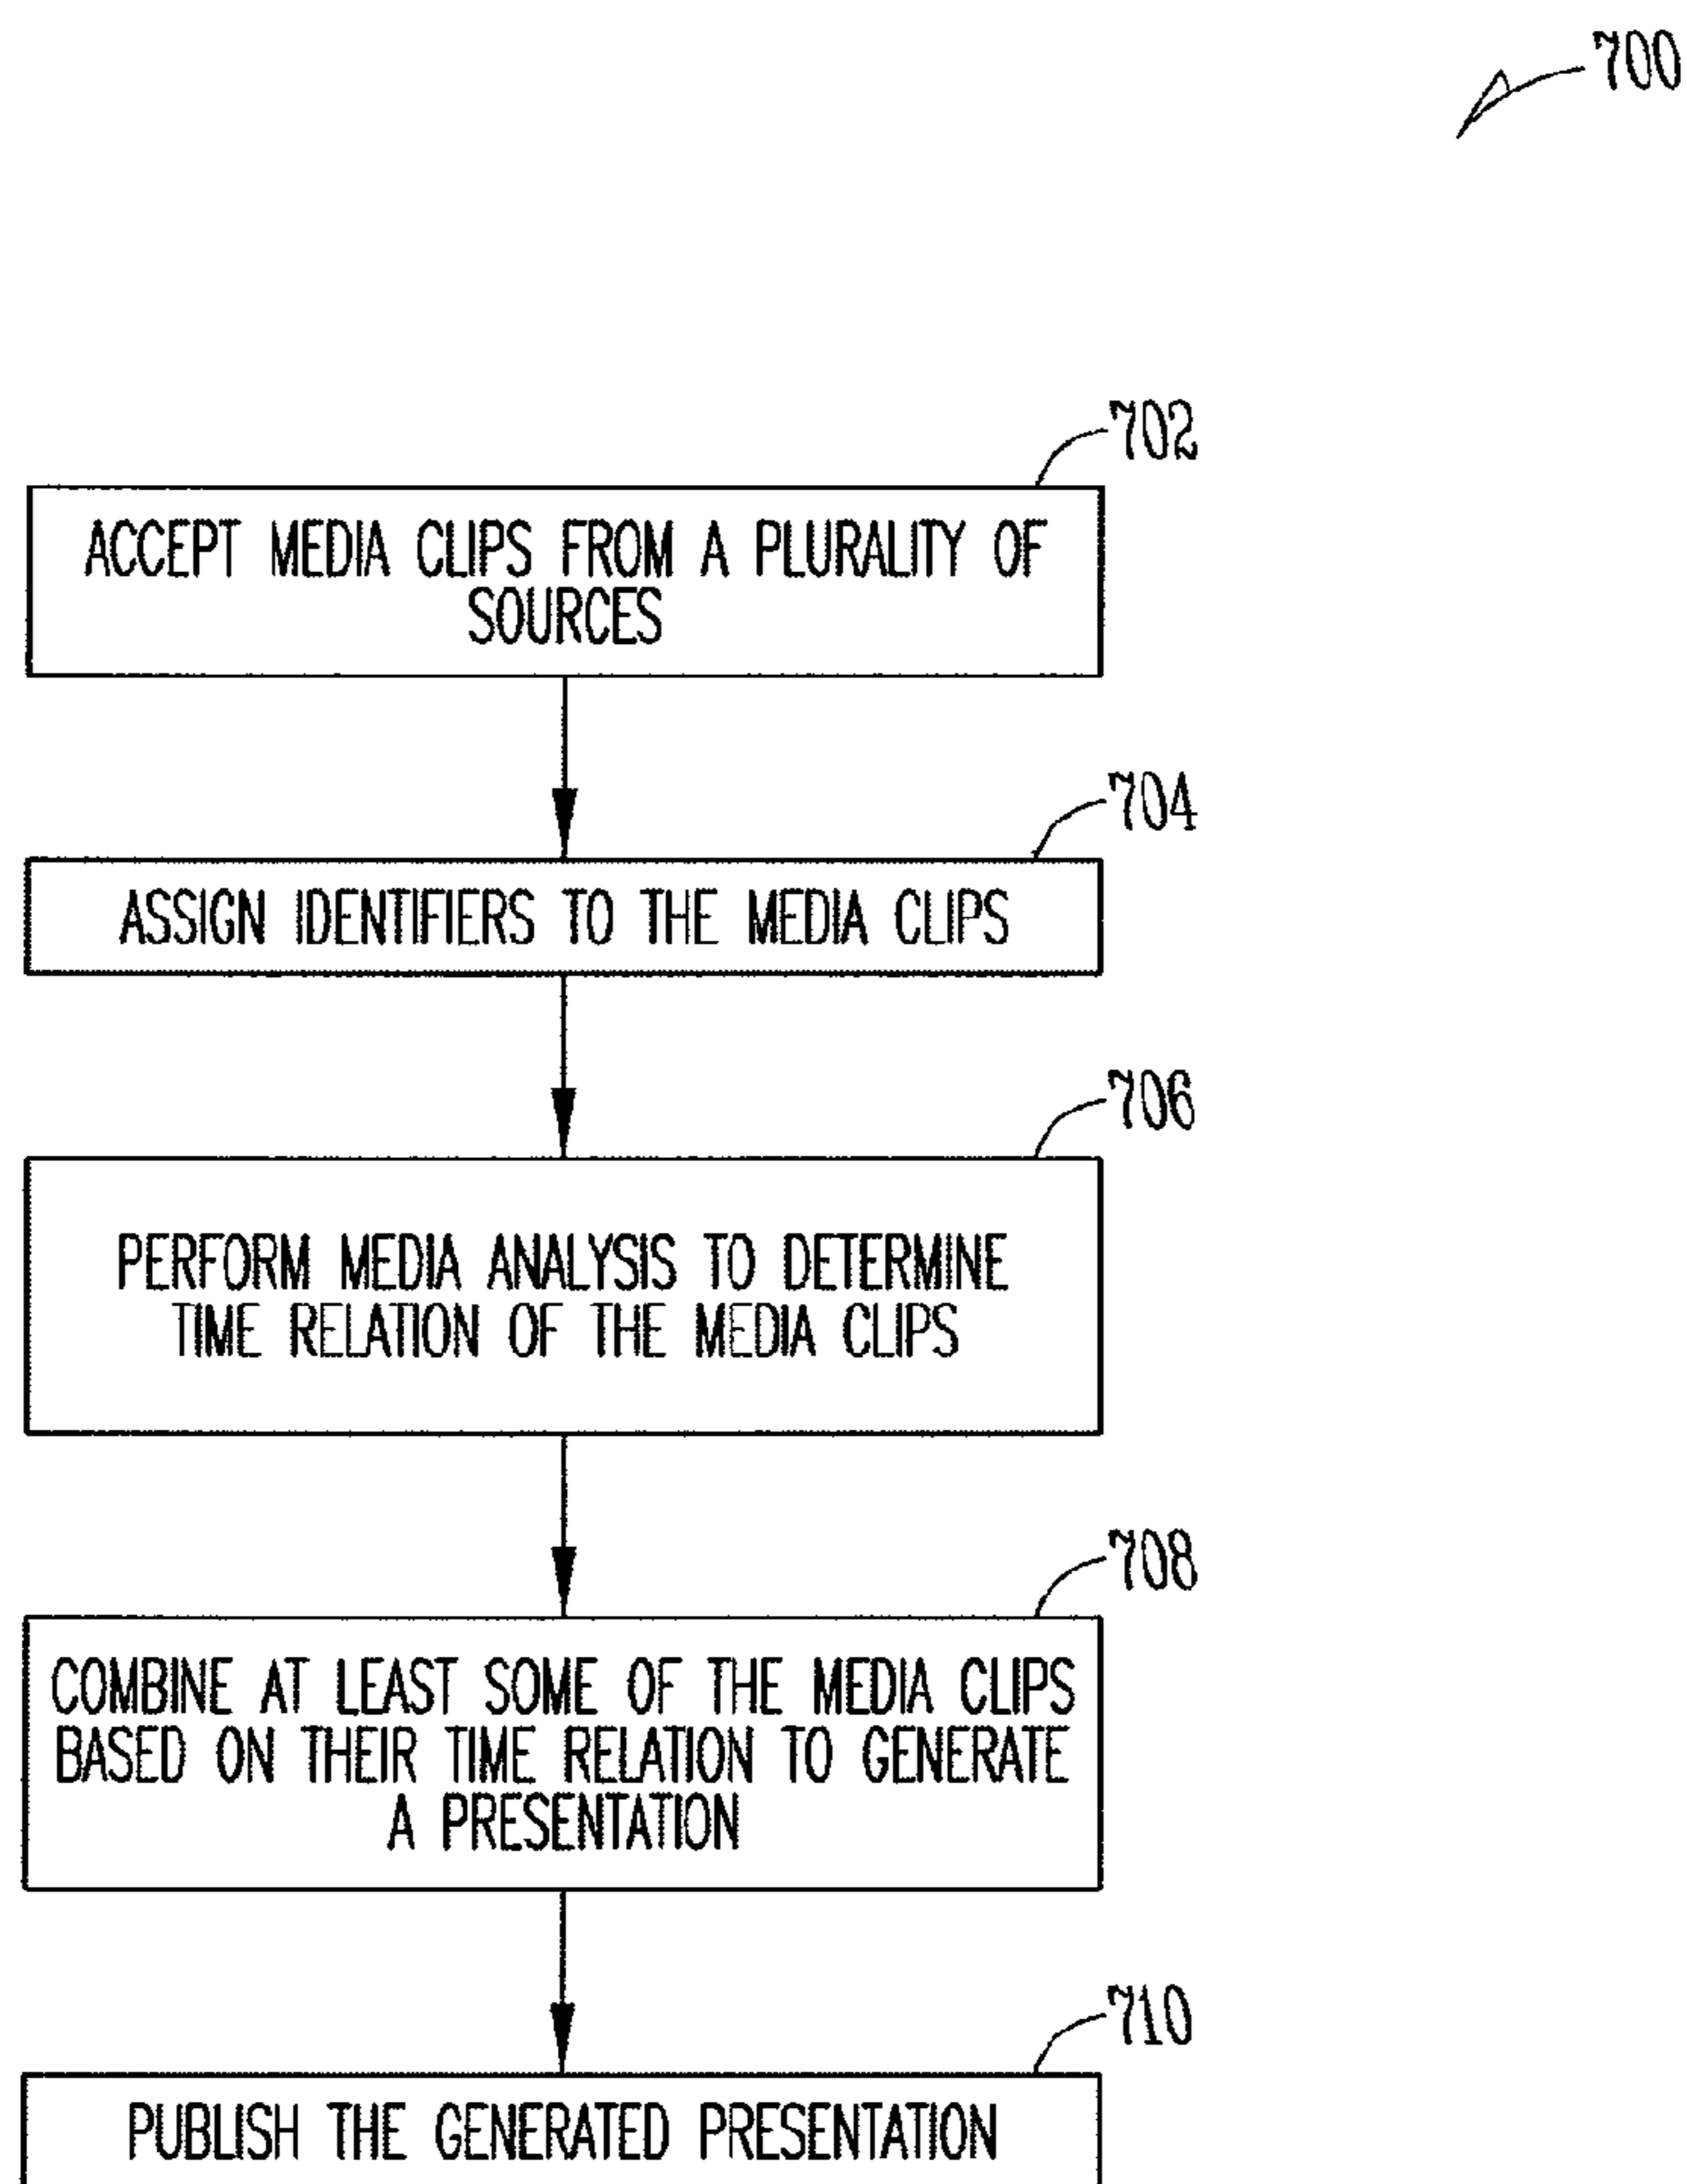 700
702
ACCEPT MEDIA CLIPS FROM A PLURALITY OF
SOURCES
704
ASSIGN IDENTIFIERS TO THE MEDIA CLIPS
706
PERFORM MEDIA ANALYSIS TO DETERMINE
TIME RELATION OF THE MEDIA CLIPS
708
COMBINE AT LEAST SOME OF THE MEDIA CLIPS
BASED ON THEIR TIME RELATION TO GENERATE
A PRESENTATION
710
PUBLISH THE GENERATED PRESENTATION